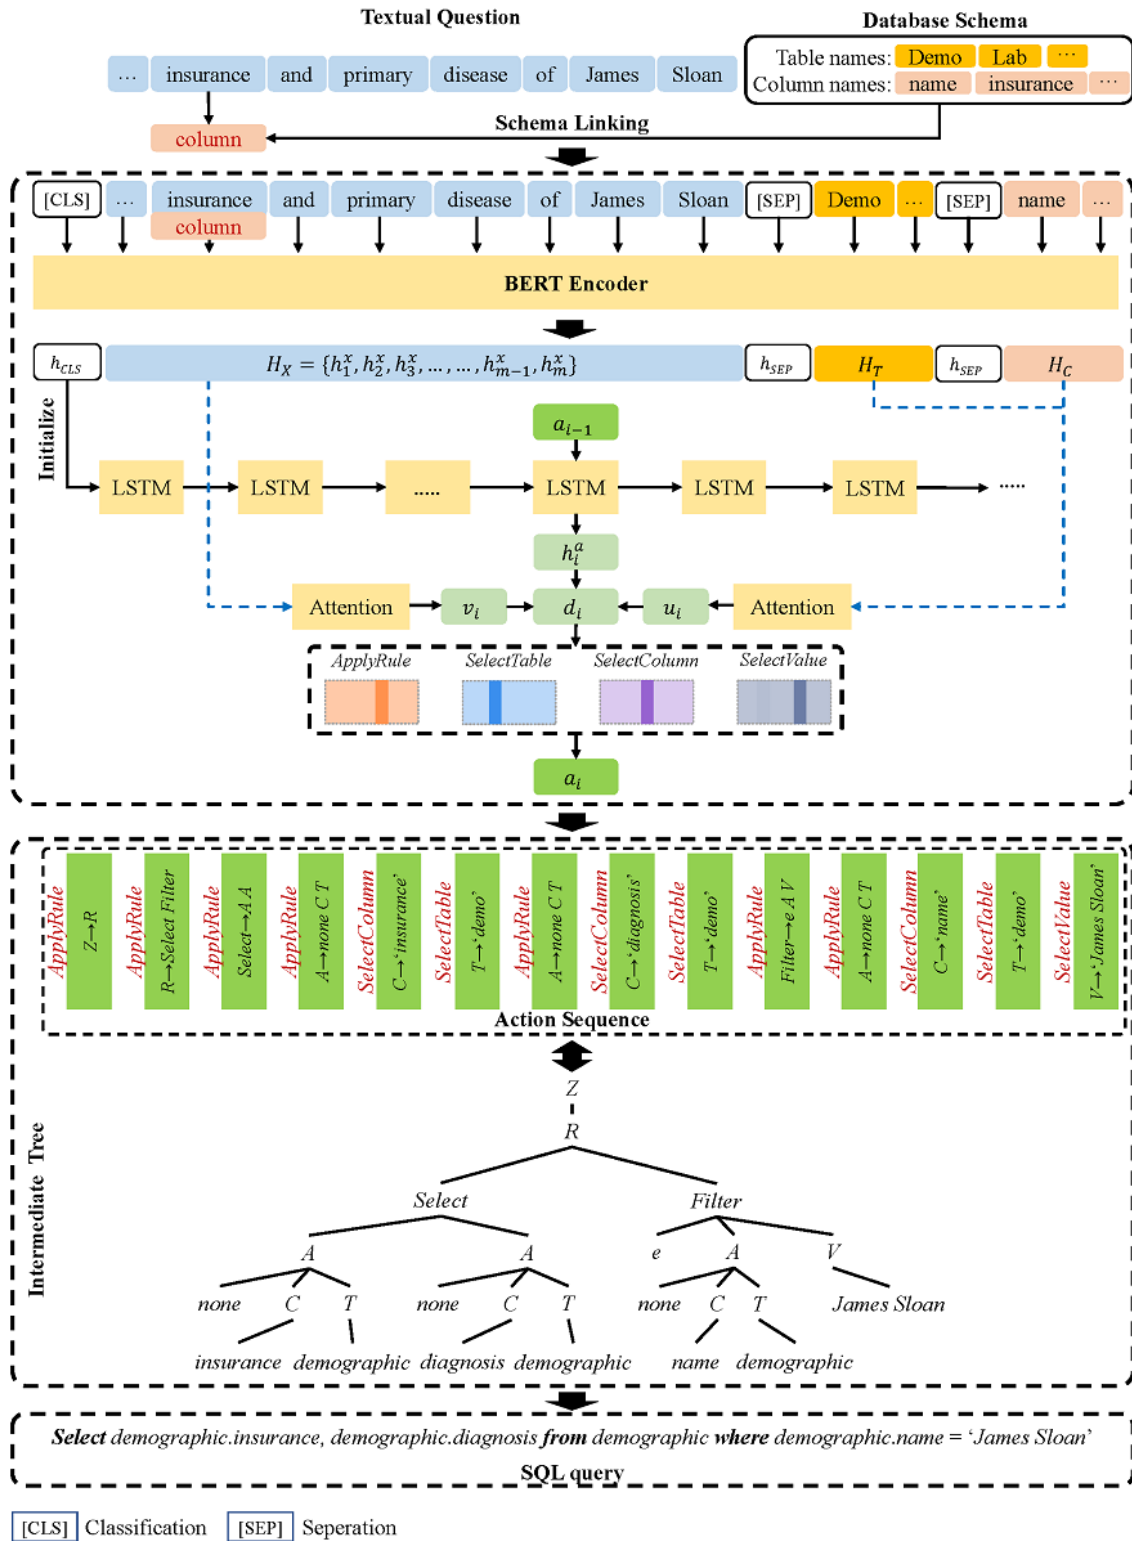 Textual Question
Database Schema
… insurance and primary disease of James Sloan
Table names: Demo Lab …
Column names: name insurance …
column
Schema Linking
[CLS] … insurance and primary disease of James Sloan [SEP] Demo … [SEP] name …
column
BERT Encoder
h_CLS H_X = {h_1^x, h_2^x, h_3^x, …, …, h_{m−1}^x, h_m^x} h_SEP H_T h_SEP H_C
Initialize
a_{i−1}
LSTM LSTM ..... LSTM LSTM LSTM .....
h_i^a
Attention v_i d_i u_i Attention
ApplyRule SelectTable SelectColumn SelectValue
a_i
ApplyRule Z→R
ApplyRule R→Select Filter
ApplyRule Select→A A
ApplyRule A→none C T
SelectColumn C→‘insurance’
SelectTable T→‘demo’
ApplyRule A→none C T
SelectColumn C→‘diagnosis’
SelectTable T→‘demo’
ApplyRule Filter→e A V
ApplyRule A→none C T
SelectColumn C→‘name’
SelectTable T→‘demo’
SelectValue V→‘James Sloan’
Action Sequence
Intermediate Tree
Z
R
Select Filter
A A e A V
none C T none C T none C T James Sloan
insurance demographic diagnosis demographic name demographic
Select demographic.insurance, demographic.diagnosis from demographic where demographic.name = ‘James Sloan’
SQL query
[CLS] Classification [SEP] Seperation